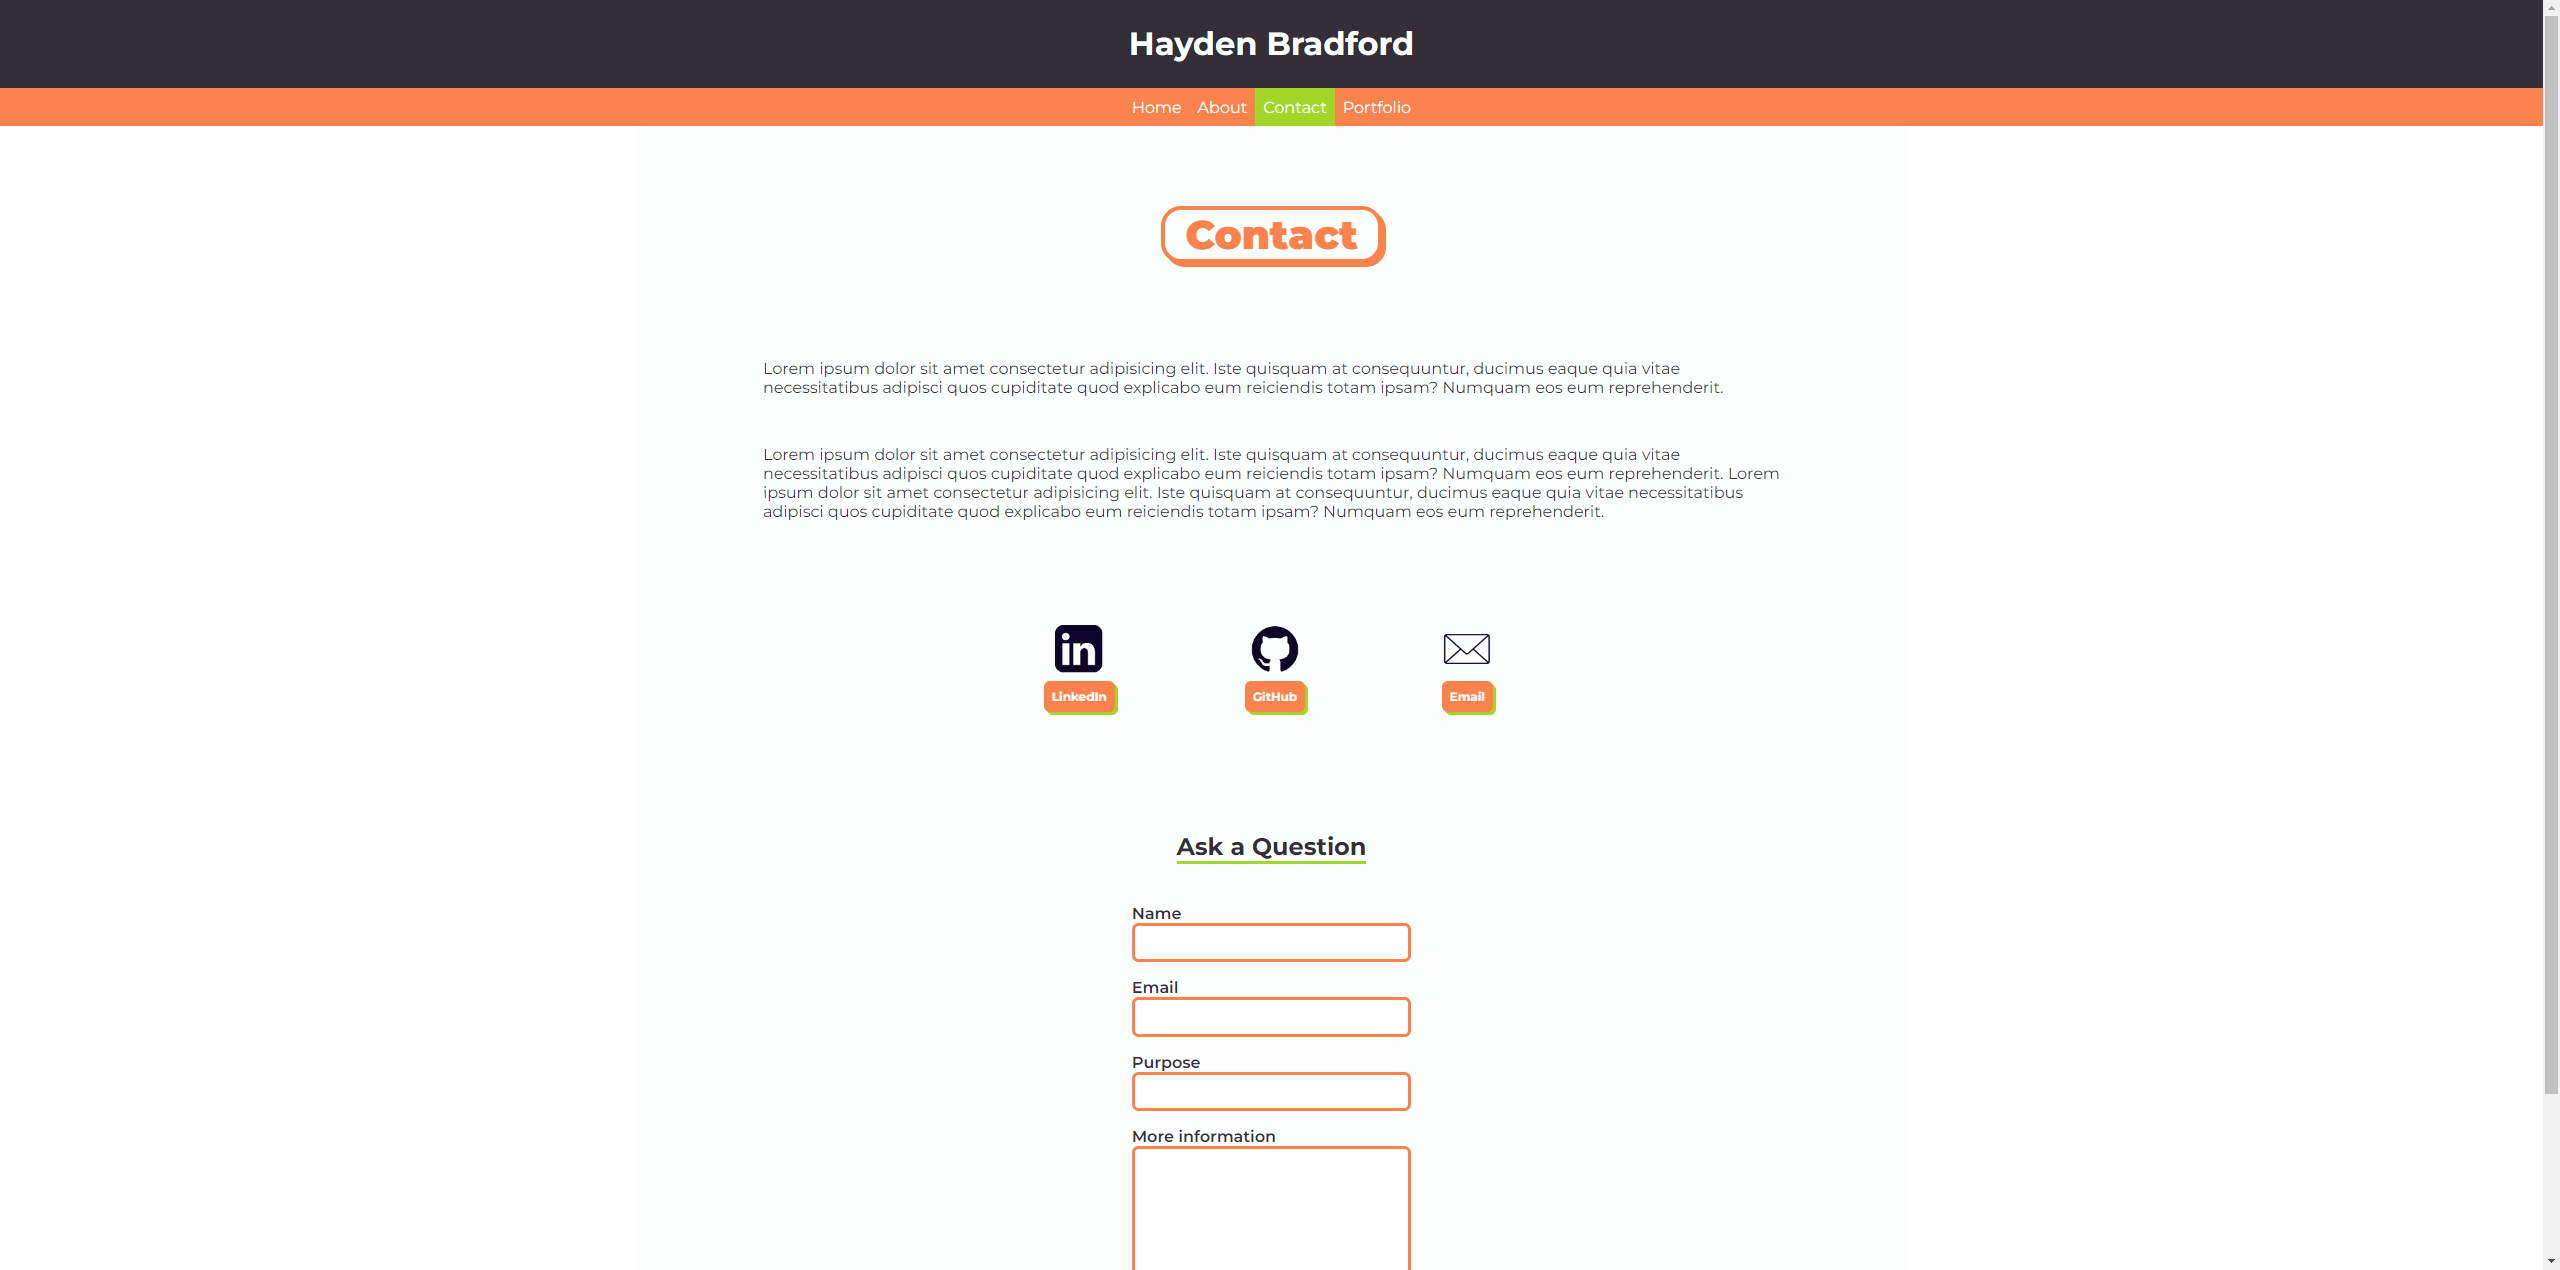 Hayden Bradford
Home About Contact Portfolio
Contact
Lorem ipsum dolor sit amet consectetur adipisicing elit. Iste quisquam at consequuntur, ducimus eaque quia vitae
necessitatibus adipisci quos cupiditate quod explicabo eum reiciendis totam ipsam? Numquam eos eum reprehenderit.
Lorem ipsum dolor sit amet consectetur adipisicing elit. Iste quisquam at consequuntur, ducimus eaque quia vitae
necessitatibus adipisci quos cupiditate quod explicabo eum reiciendis totam ipsam? Numquam eos eum reprehenderit. Lorem
ipsum dolor sit amet consectetur adipisicing elit. Iste quisquam at consequuntur, ducimus eaque quia vitae necessitatibus
adipisci quos cupiditate quod explicabo eum reiciendis totam ipsam? Numquam eos eum reprehenderit.
in
LinkedIn GitHub Email
Ask a Question
Name
Email
Purpose
More information